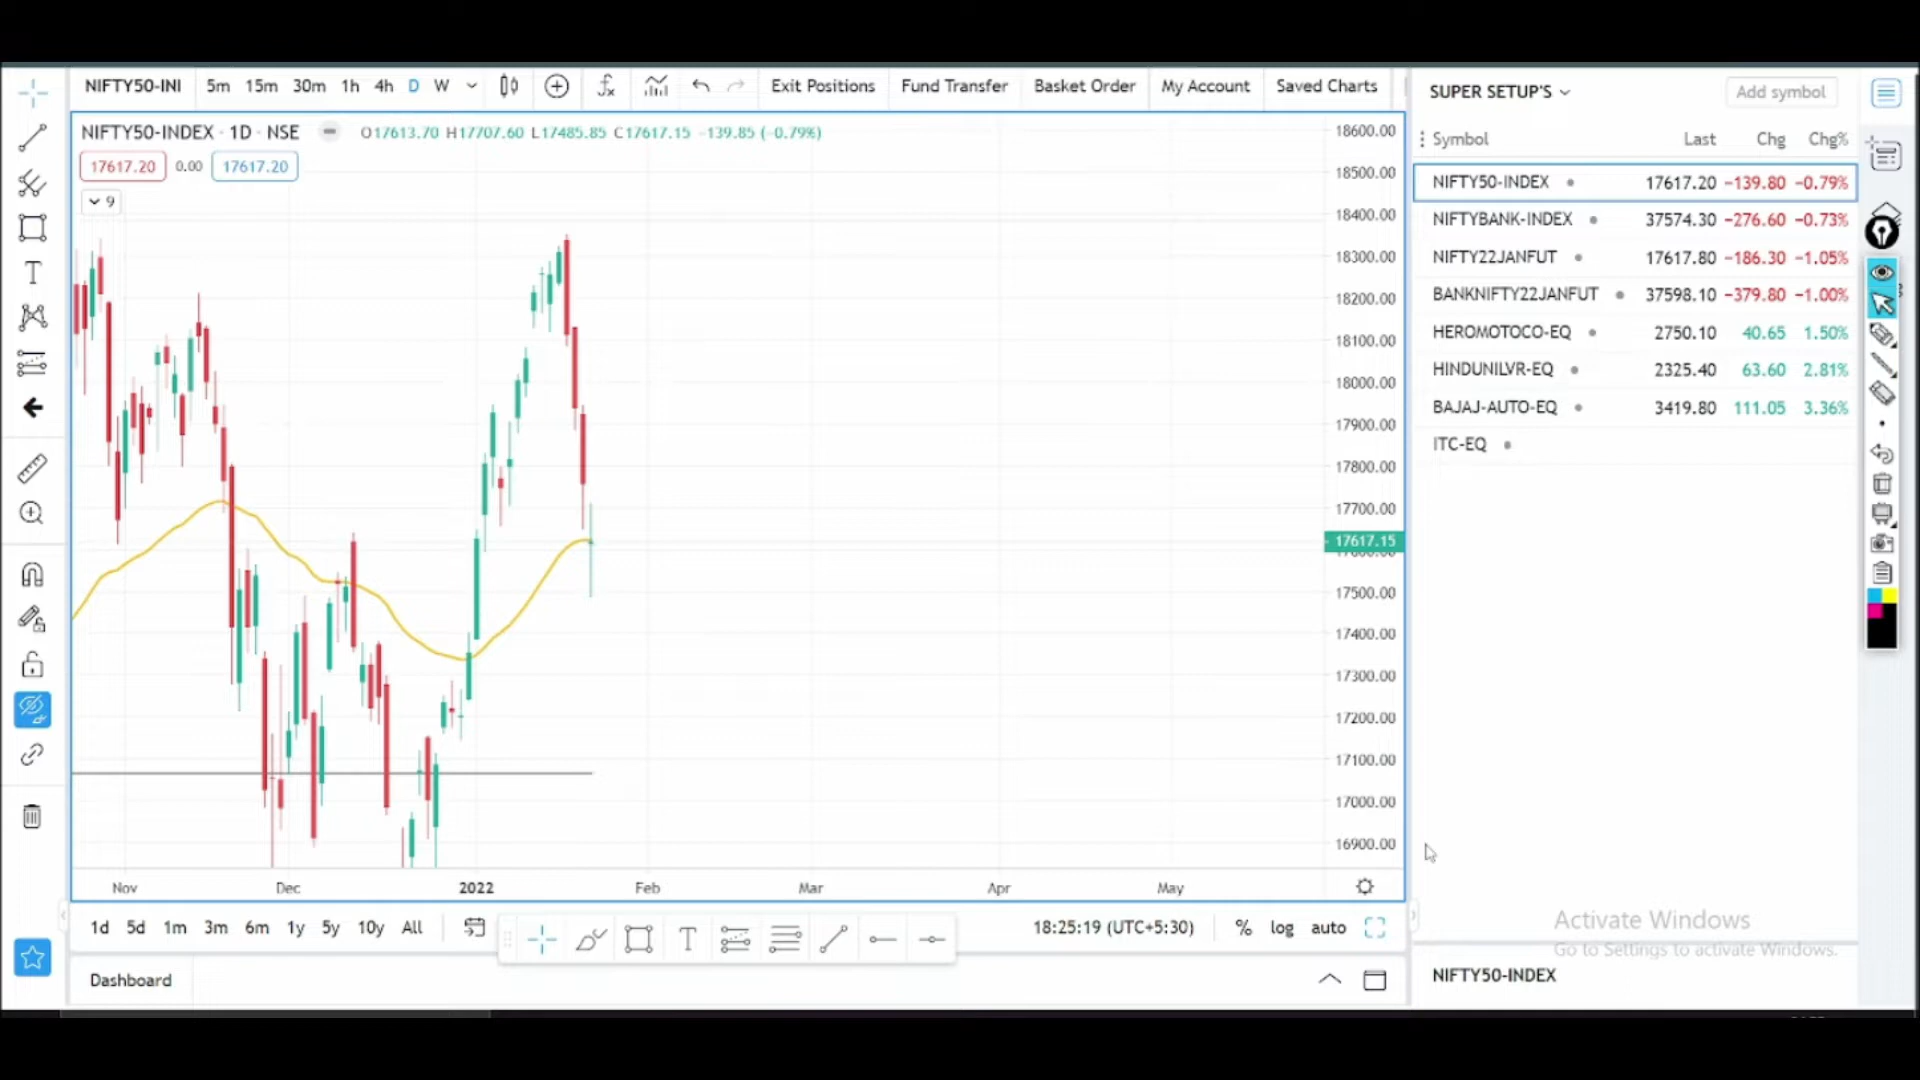 NIFTY50-INI 5m 15m 30m 1h 4h D W Exit Positions Fund Transfer Basket Order My Account Saved Charts
NIFTY50-INDEX · 1D · NSE O17613.70 H17707.60 L17485.85 C17617.15 −139.85 (−0.79%)
17617.20 0.00 17617.20
9
18600.00
18500.00
18400.00
18300.00
18200.00
18100.00
18000.00
17900.00
17800.00
17700.00
17617.15
17500.00
17400.00
17300.00
17200.00
17100.00
17000.00
16900.00
Nov Dec 2022 Feb Mar Apr May
1d 5d 1m 3m 6m 1y 5y 10y All 18:25:19 (UTC+5:30) % log auto
Dashboard
SUPER SETUP'S Add symbol
Symbol Last Chg Chg%
NIFTY50-INDEX 17617.20 −139.80 −0.79%
NIFTYBANK-INDEX 37574.30 −276.60 −0.73%
NIFTY22JANFUT 17617.80 −186.30 −1.05%
BANKNIFTY22JANFUT 37598.10 −379.80 −1.00%
HEROMOTOCO-EQ 2750.10 40.65 1.50%
HINDUNILVR-EQ 2325.40 63.60 2.81%
BAJAJ-AUTO-EQ 3419.80 111.05 3.36%
ITC-EQ
Activate Windows
Go to Settings to activate Windows.
NIFTY50-INDEX